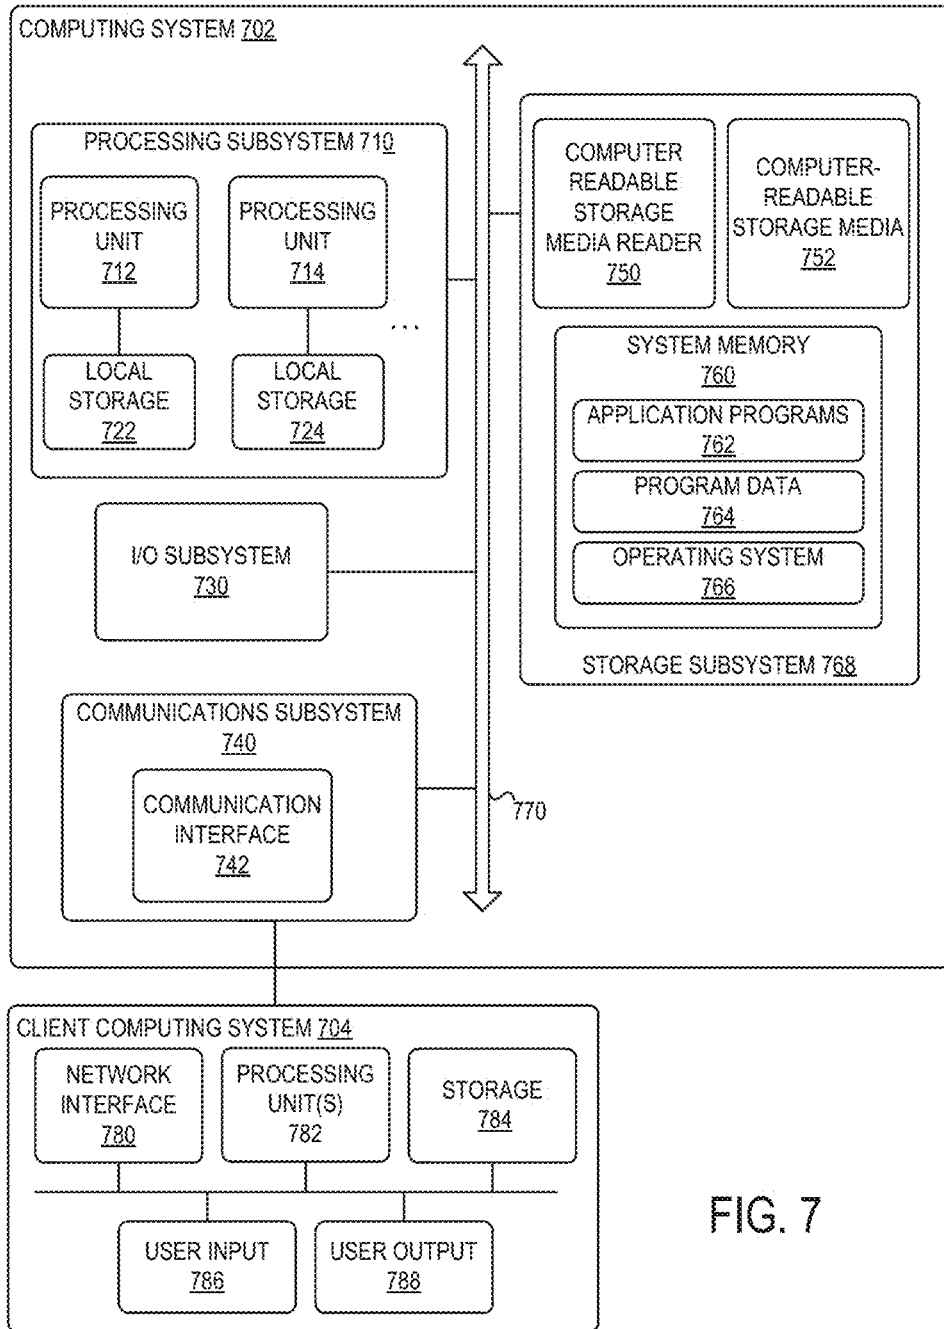 COMPUTING SYSTEM 702
PROCESSING SUBSYSTEM 710
PROCESSING
UNIT
712
PROCESSING
UNIT
714
...
LOCAL
STORAGE
722
LOCAL
STORAGE
724
COMPUTER
READABLE
STORAGE
MEDIA READER
750
COMPUTER-
READABLE
STORAGE MEDIA
752
SYSTEM MEMORY
760
APPLICATION PROGRAMS
762
PROGRAM DATA
764
OPERATING SYSTEM
766
STORAGE SUBSYSTEM 768
I/O SUBSYSTEM
730
COMMUNICATIONS SUBSYSTEM
740
COMMUNICATION
INTERFACE
742
770
CLIENT COMPUTING SYSTEM 704
NETWORK
INTERFACE
780
PROCESSING
UNIT(S)
782
STORAGE
784
USER INPUT
786
USER OUTPUT
788
FIG. 7